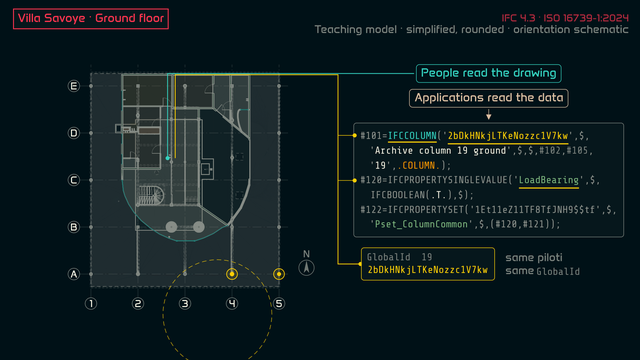 Villa Savoye · Ground floor
IFC 4.3 · ISO 16739-1:2024
Teaching model · simplified, rounded · orientation schematic
People read the drawing
Applications read the data
#101=IFCCOLUMN('2bDkHNkjLTKeNozzc1V7kw',$,
'Archive column 19 ground',$,$,#102,#105,
'19',.COLUMN.);
#120=IFCPROPERTYSINGLEVALUE('LoadBearing',$,
IFCBOOLEAN(.T.),$);
#122=IFCPROPERTYSET('1Et11eZ11TF8TfJNH9$$tf',$,
'Pset_ColumnCommon',$,(#120,#121));
GlobalId 19
2bDkHNkjLTKeNozzc1V7kw
same piloti
same GlobalId
E
D
C
B
A
N
1 2 3 4 5